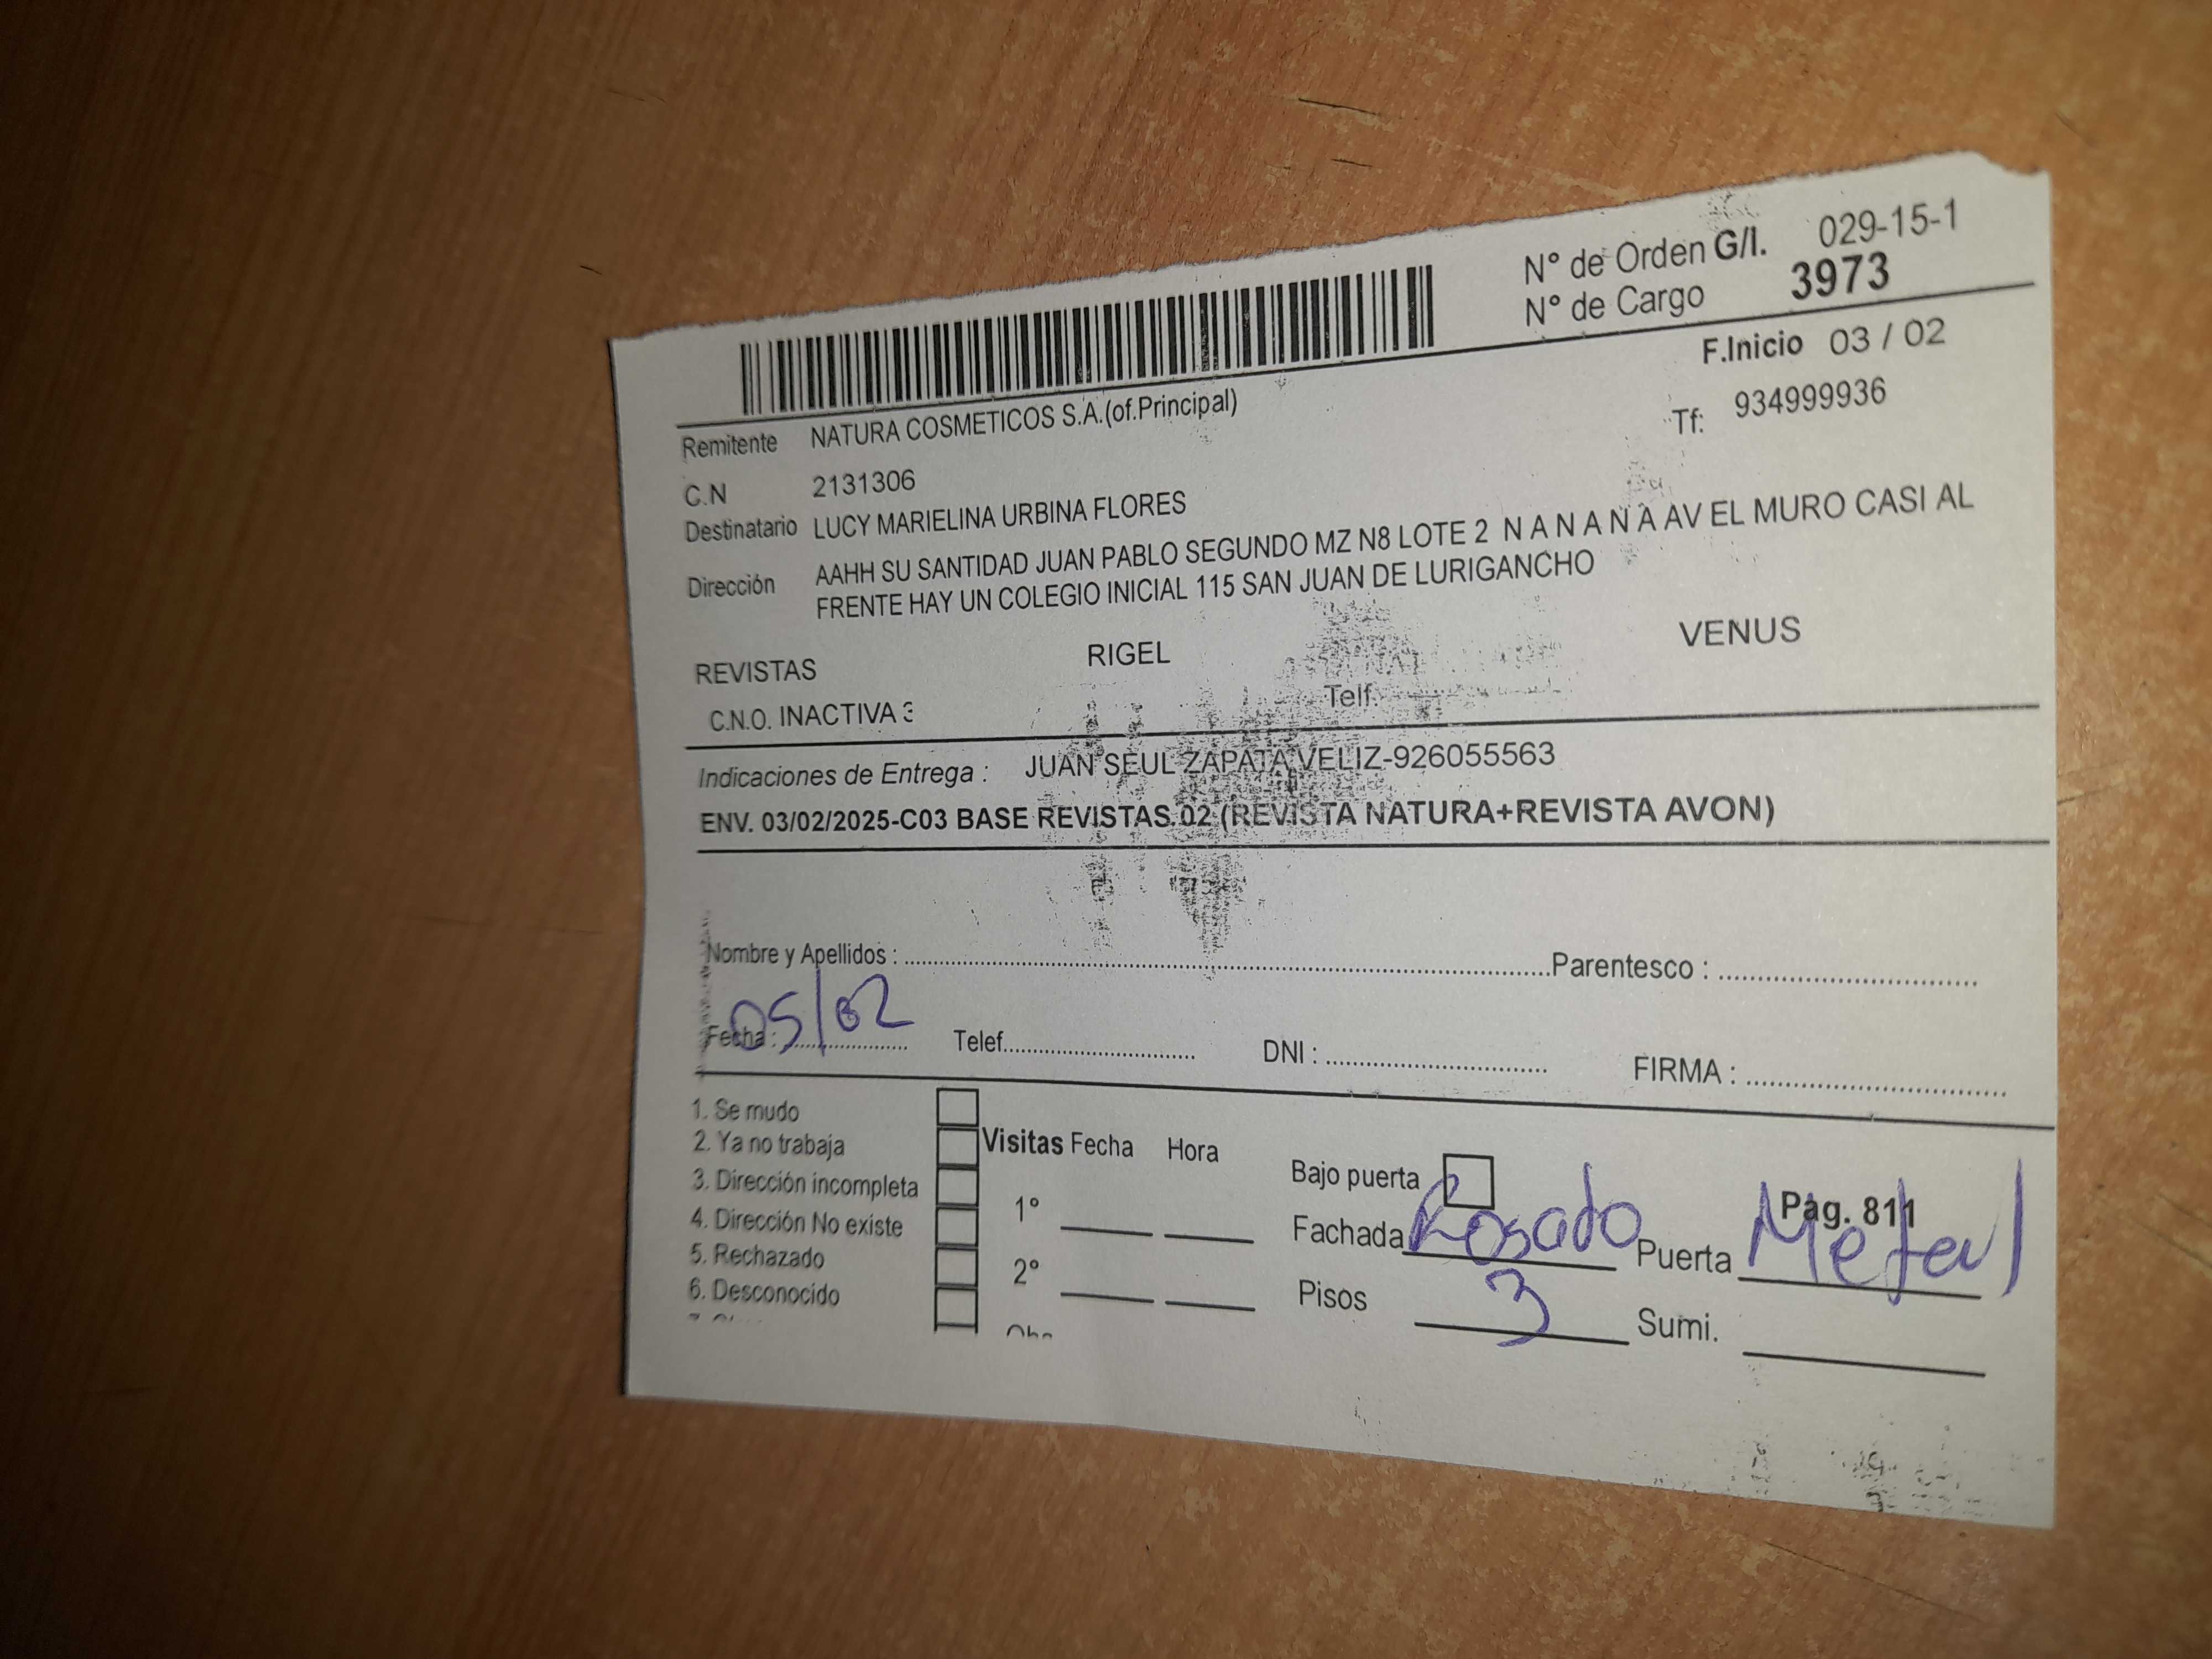 N° de Orden G/I. 029-15-1
N° de Cargo 3973
F.Inicio 03 / 02
Remitente NATURA COSMETICOS S.A.(of.Principal) Tf: 934999936
C.N 2131306
Destinatario LUCY MARIELINA URBINA FLORES
Dirección AAHH SU SANTIDAD JUAN PABLO SEGUNDO MZ N8 LOTE 2 N A N A N A AV EL MURO CASI AL
FRENTE HAY UN COLEGIO INICIAL 115 SAN JUAN DE LURIGANCHO
REVISTAS RIGEL VENUS
C.N.O. INACTIVA 3 Telf.
Indicaciones de Entrega : JUAN SEUL ZAPATA VELIZ-926055563
ENV. 03/02/2025-C03 BASE REVISTAS.02 (REVISTA NATURA+REVISTA AVON)
Nombre y Apellidos : Parentesco :
Fecha : 05/02 Telef. DNI : FIRMA :
1. Se mudo
2. Ya no trabaja Visitas Fecha Hora Bajo puerta Pág. 811
3. Dirección incompleta 1° Fachada Rosado Puerta Metal
4. Dirección No existe
5. Rechazado 2° Pisos 3 Sumi.
6. Desconocido